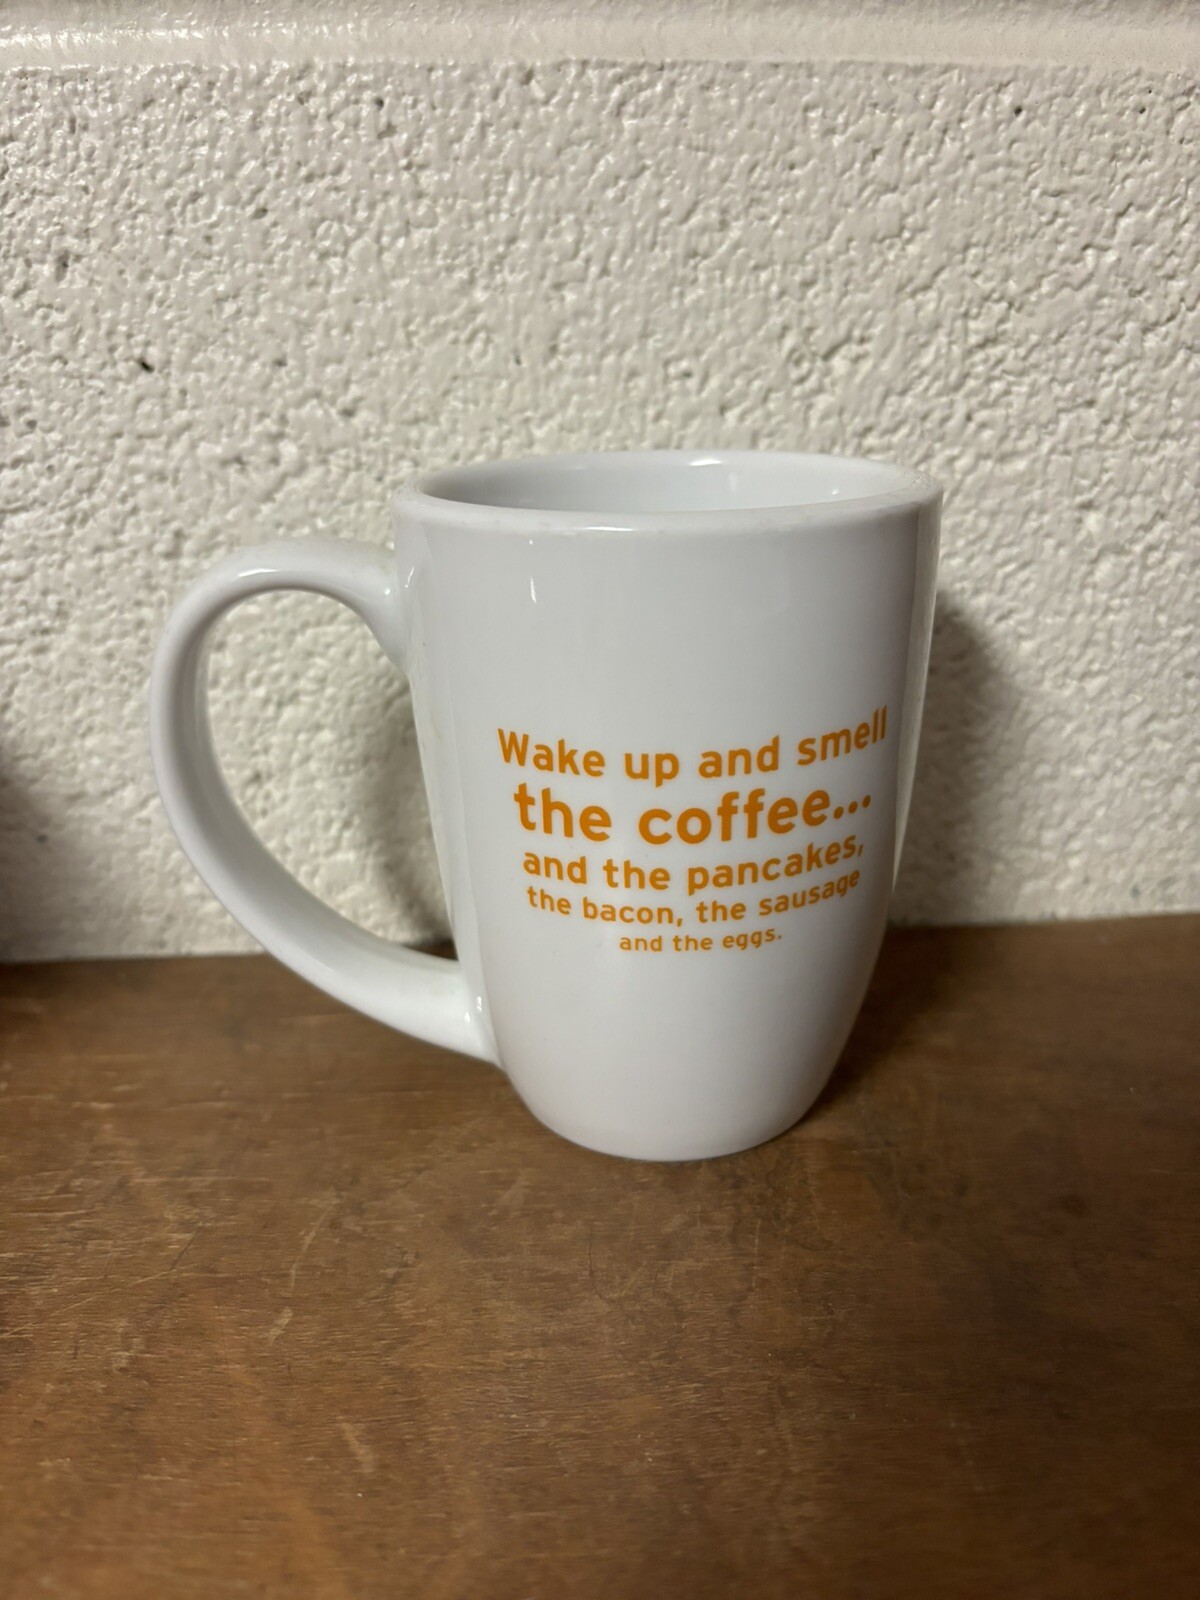 Wake up and smell
the coffee...
and the pancakes,
the bacon, the sausage
and the eggs.